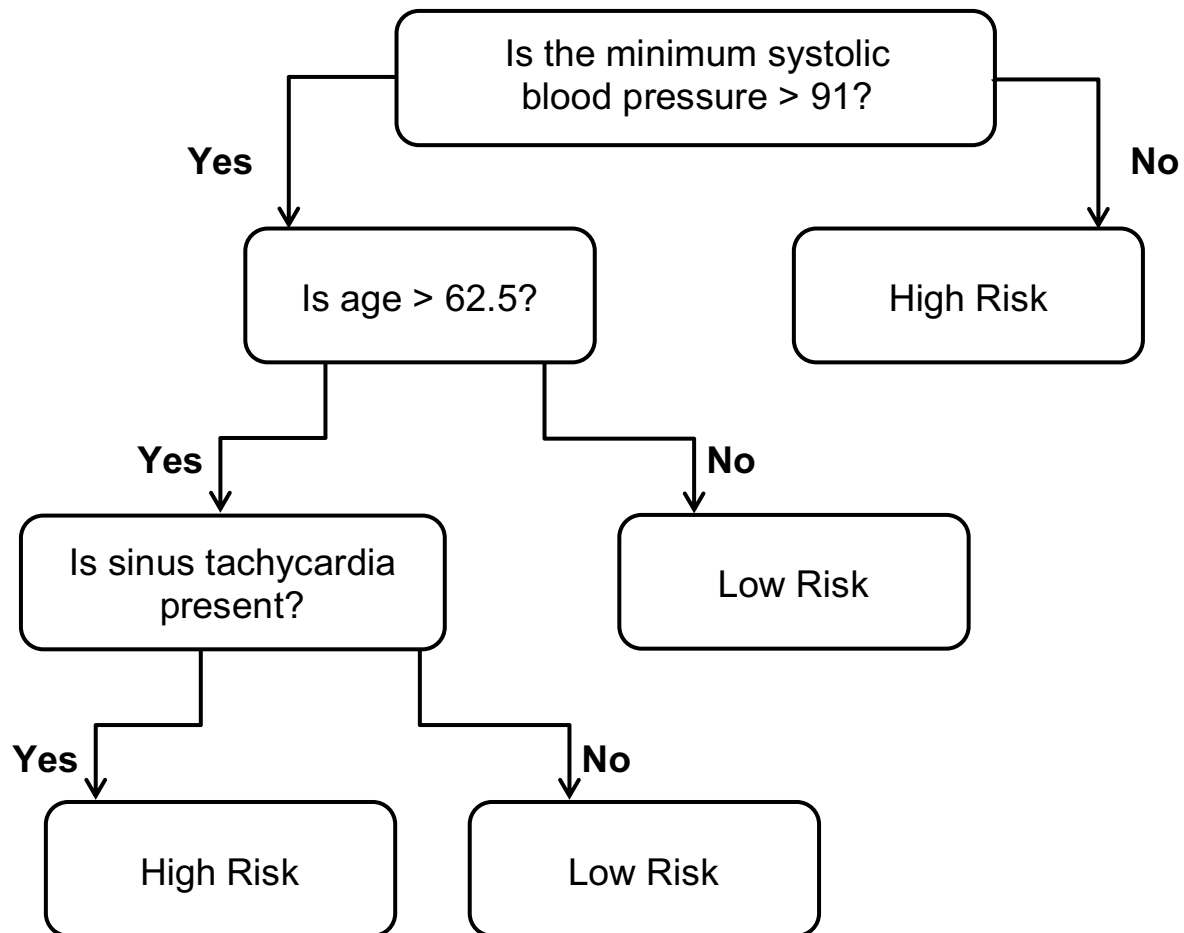 Is the minimum systolic
blood pressure > 91?
Yes
No
Is age > 62.5?
High Risk
Yes
No
Is sinus tachycardia
present?
Low Risk
Yes
No
High Risk
Low Risk